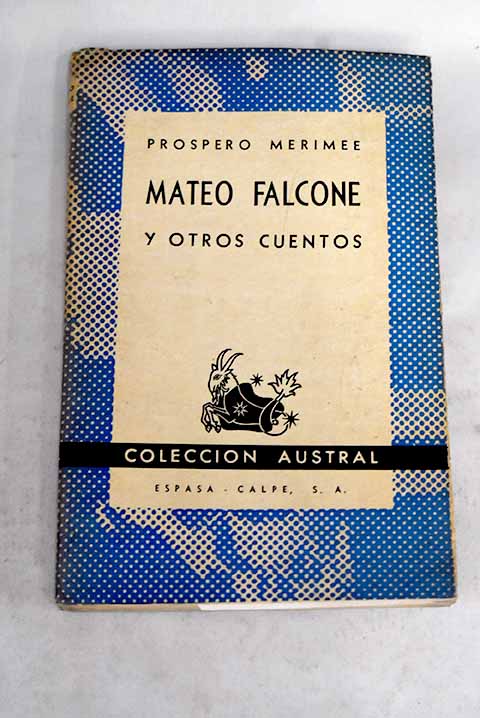 PROSPERO MERIMEE
MATEO FALCONE
Y OTROS CUENTOS
COLECCION AUSTRAL
ESPASA - CALPE, S. A.